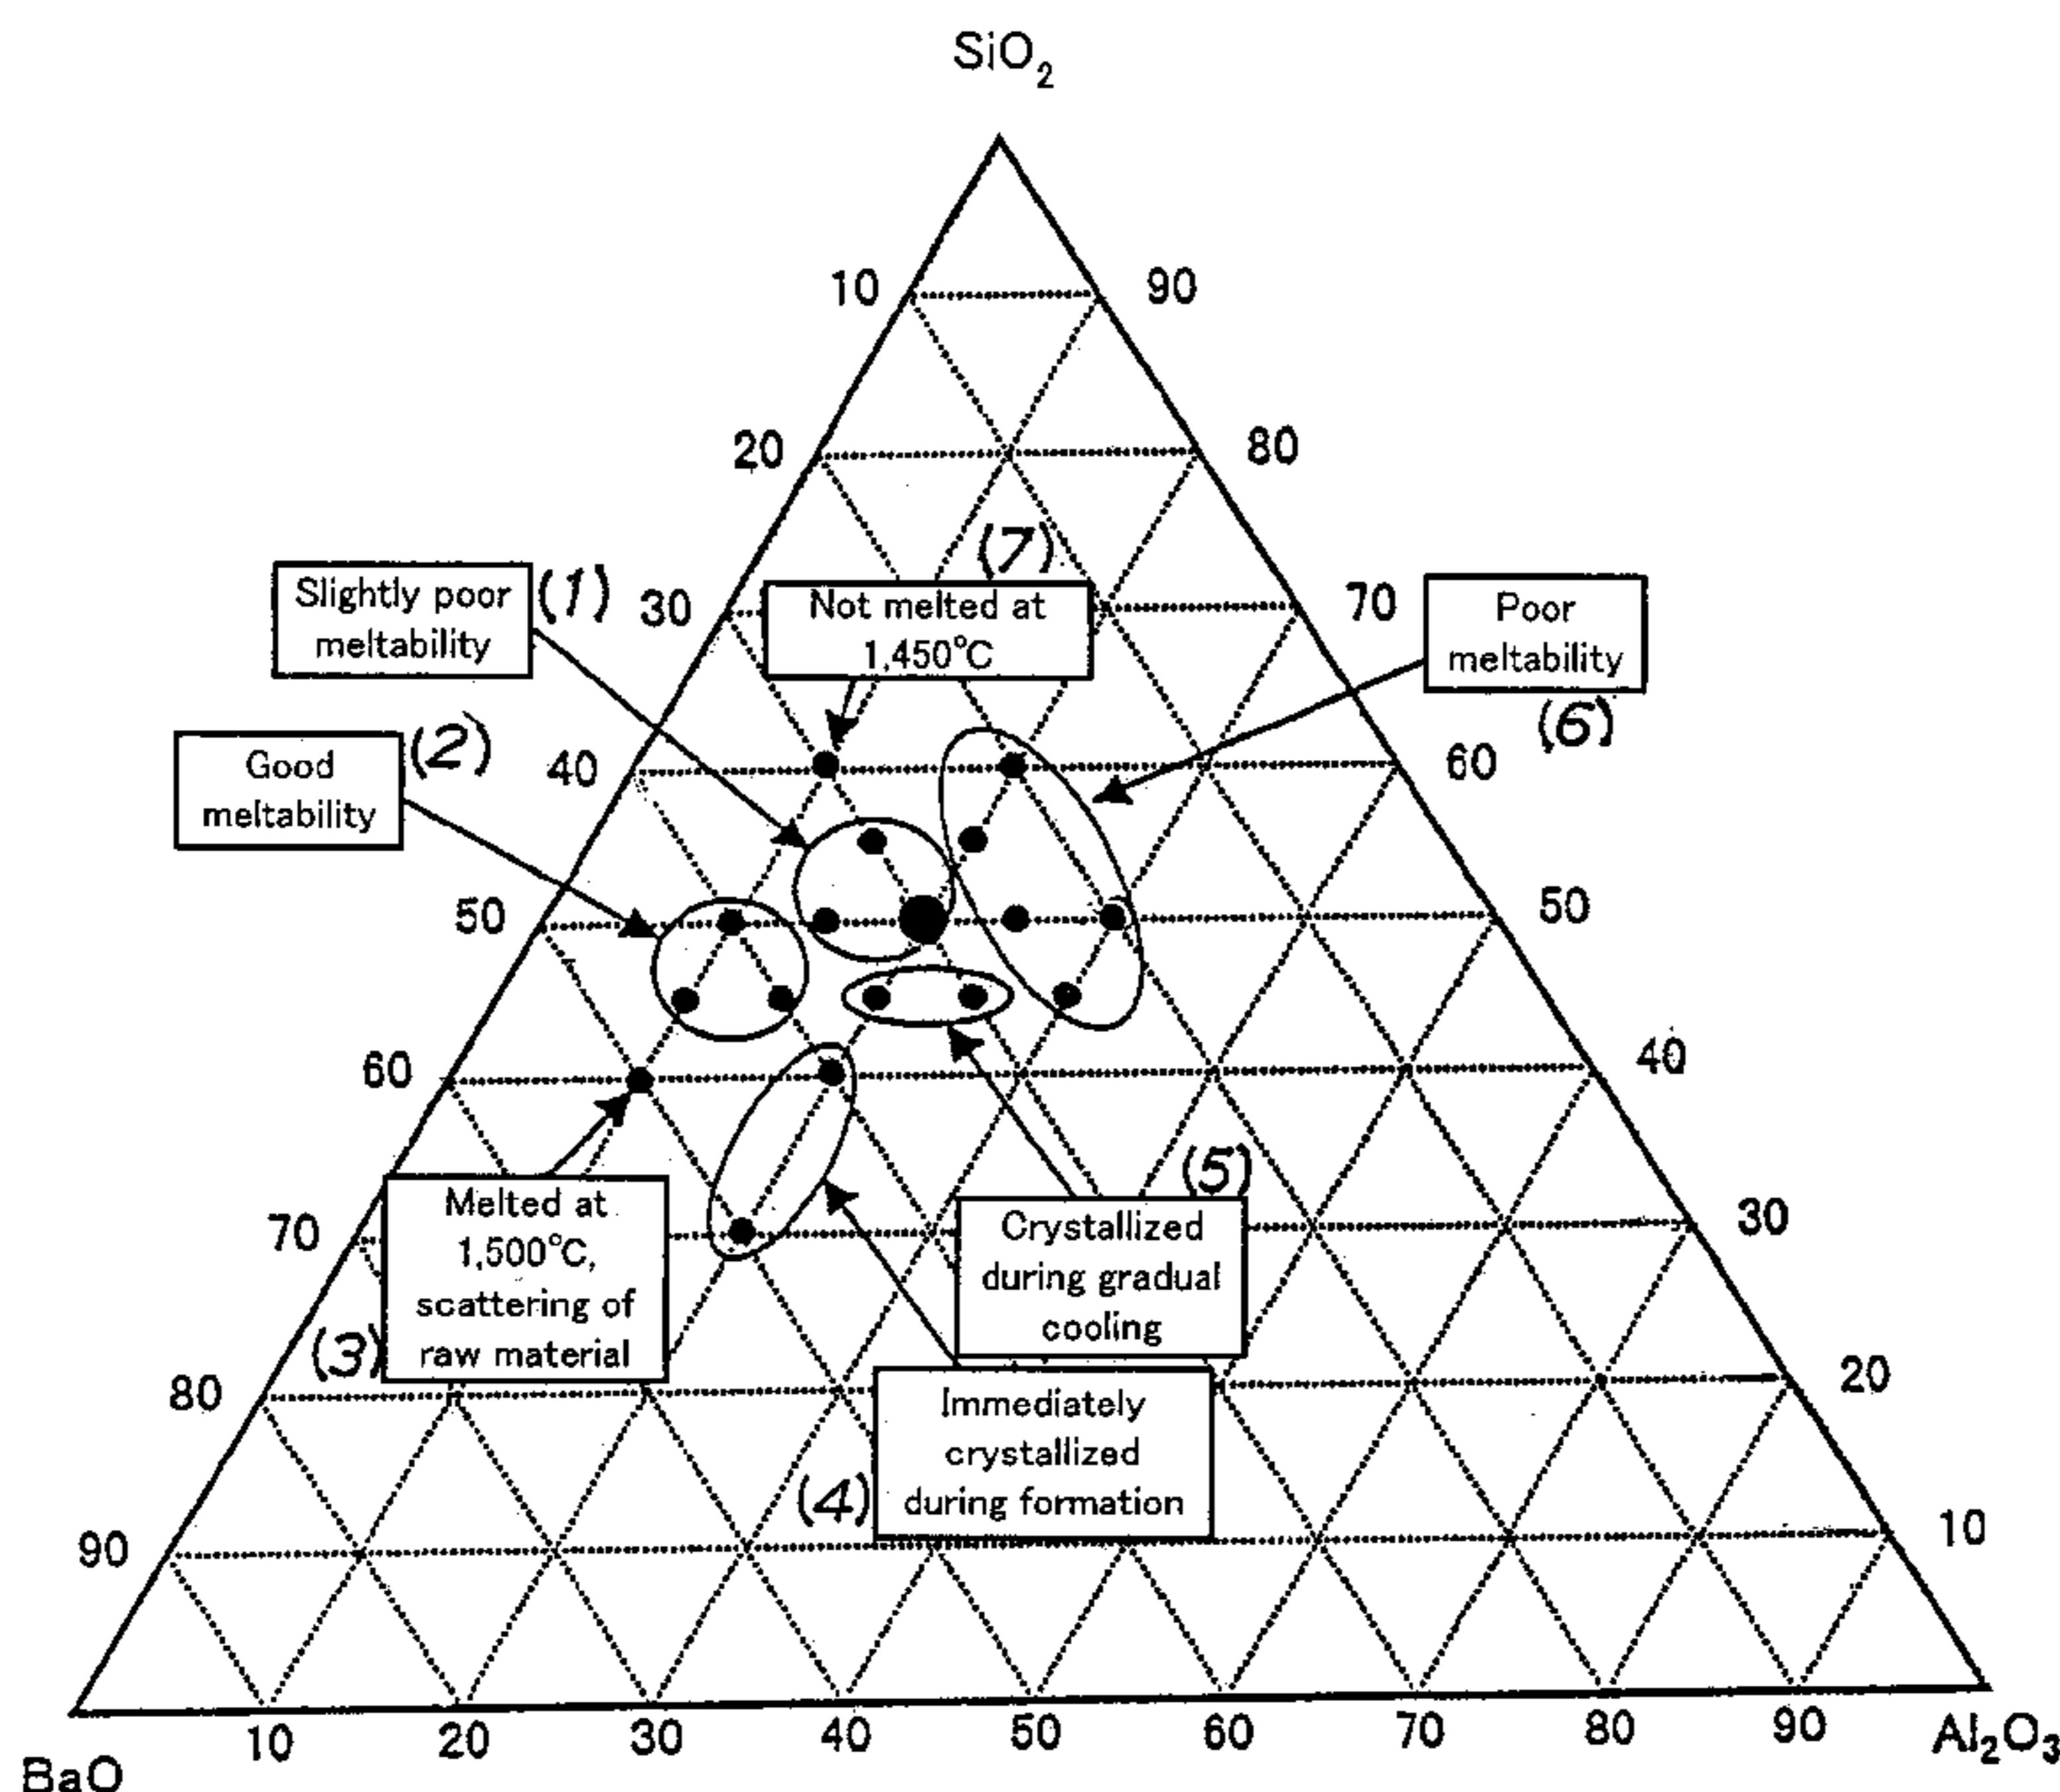 SiO₂
10
90
20
80
(7)
Slightly poor
meltability
(1)
30
Not melted at
1,450°C
70
Poor
meltability
(6)
Good
meltability
(2)
40
60
50
50
60
40
(5)
Melted at
1,500°C,
scattering of
raw material
(3)
70
Crystallized
during gradual
cooling
30
80
20
Immediately
crystallized
during formation
(4)
90
10
10
20
30
40
50
60
70
80
90
BaO
Al₂O₃